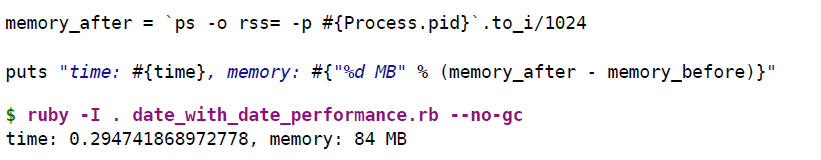 memory_after = `ps -o rss= -p #{Process.pid}`.to_i/1024
puts "time: #{time}, memory: #{"%d MB" % (memory_after - memory_before)}"
$ ruby -I . date_with_date_performance.rb --no-gc
time: 0.294741868972778, memory: 84 MB